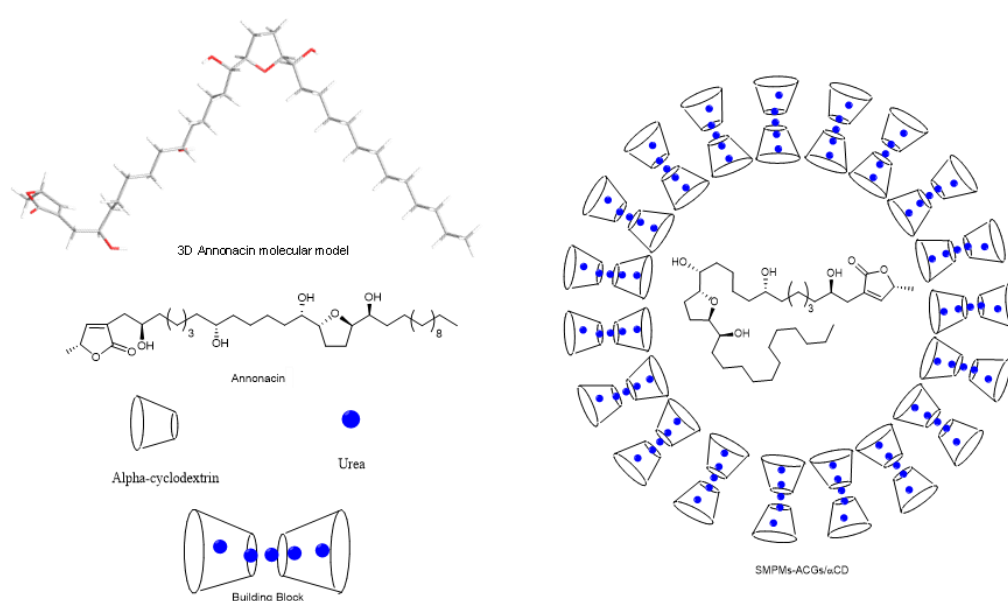 3D Annonacin molecular model
OH
OH
O
3
8
O
O
OH
OH
Annonacin
Alpha-cyclodextrin
Urea
Building Block
HO
OH
OH
O
O
3
O
OH
SMPMs-ACGs/αCD